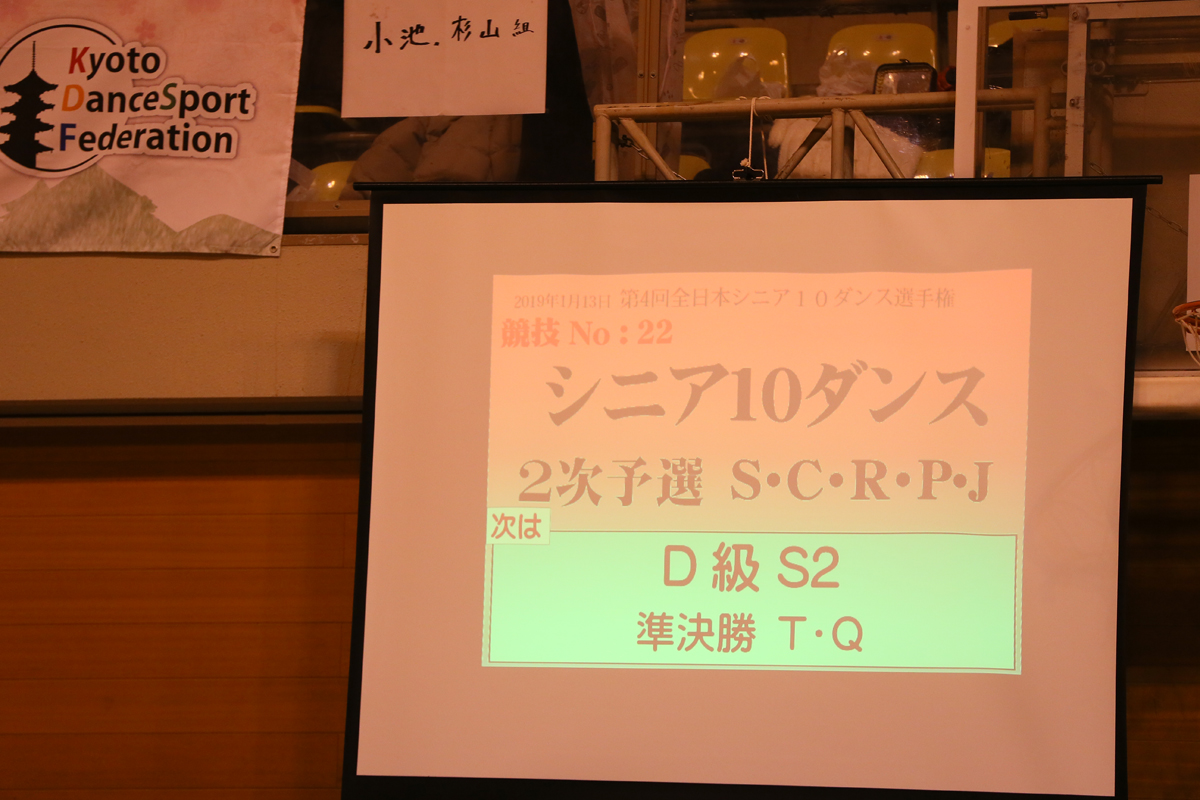 Kyoto
DanceSport
Federation
小池. 杉山 組
2019年1月13日 第4回全日本シニア10ダンス選手権
競技 No : 22
シニア10ダンス
2次予選 S・C・R・P・J
次は
D級 S2
準決勝 T・Q